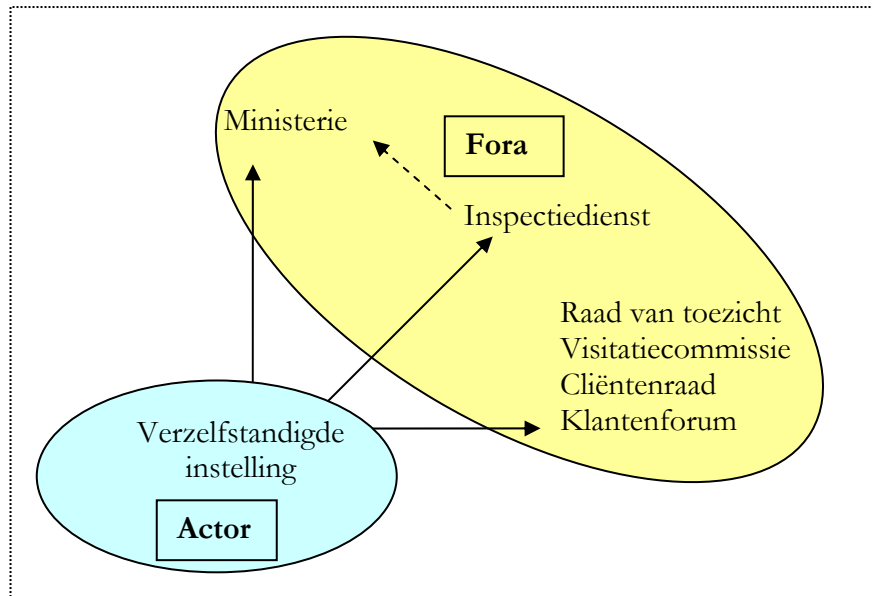 Ministerie
Fora
Inspectiedienst
Raad van toezicht
Visitatiecommissie
Cliëntenraad
Klantenforum
Verzelfstandigde
instelling
Actor